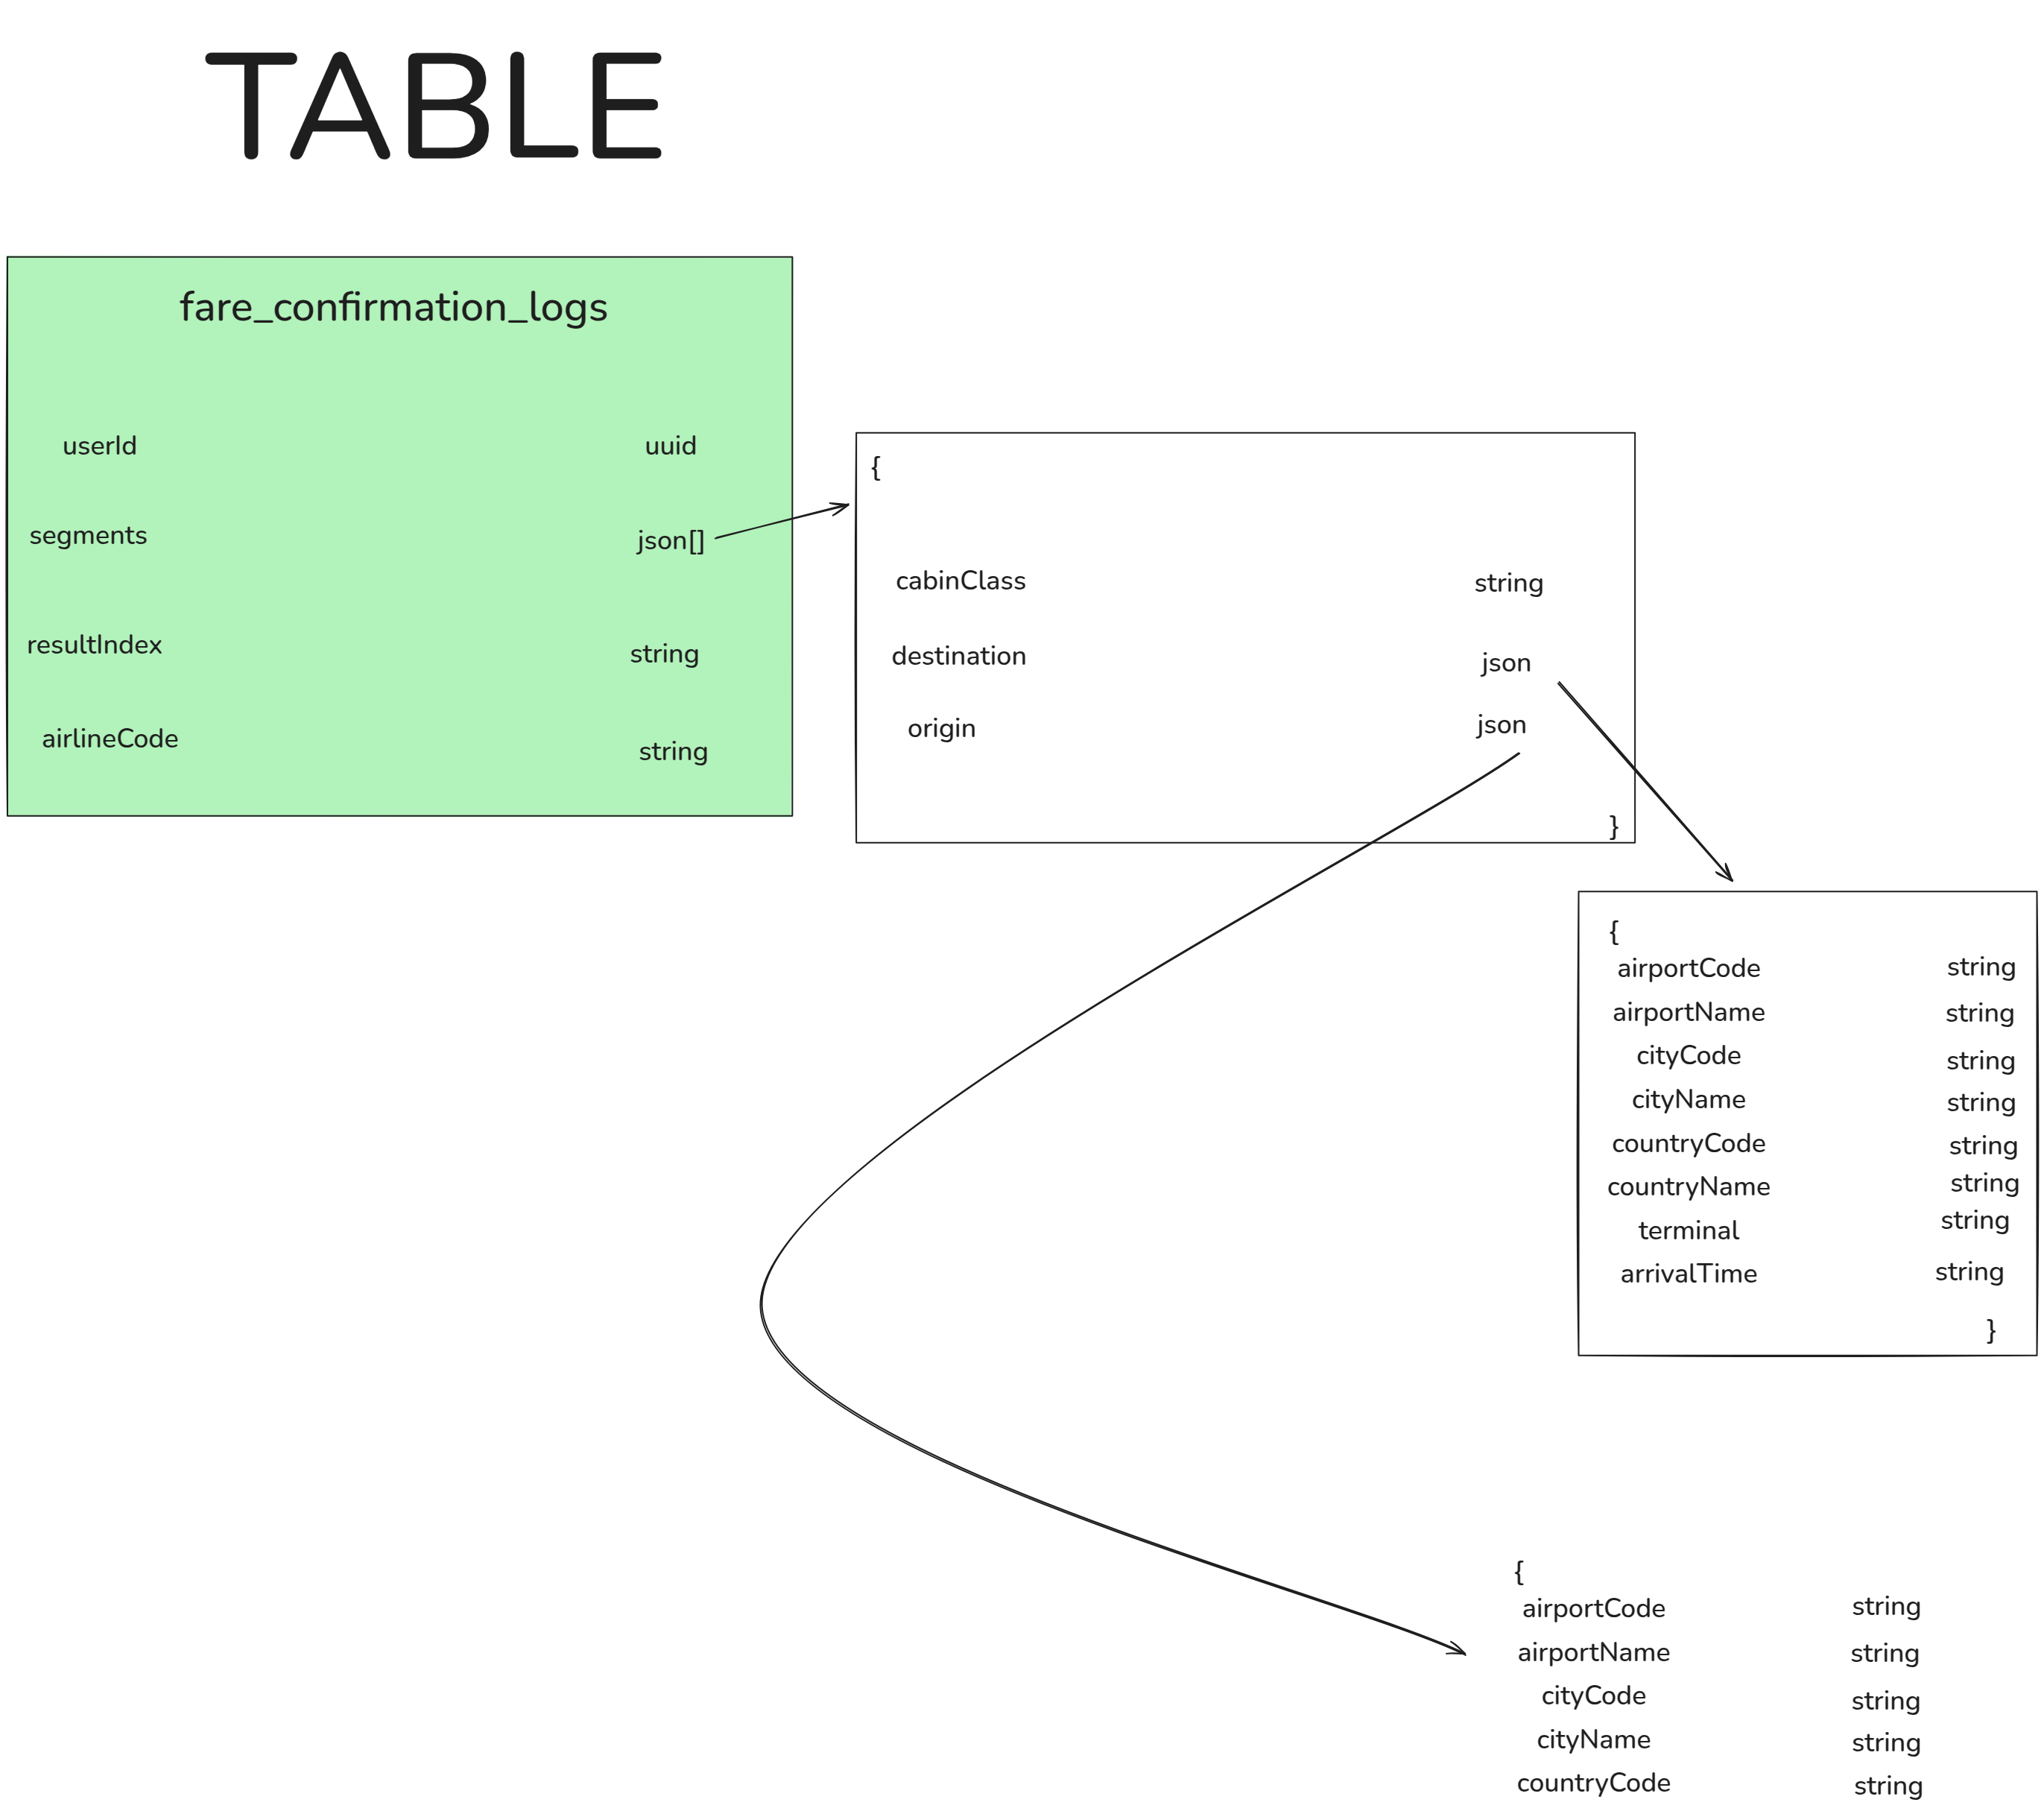 TABLE
fare_confirmation_logs
userId uuid
segments json[]
resultIndex string
airlineCode string
{
cabinClass string
destination json
origin json
}
{
airportCode string
airportName string
cityCode string
cityName string
countryCode string
countryName string
terminal string
arrivalTime string
}
{
airportCode string
airportName string
cityCode string
cityName string
countryCode string